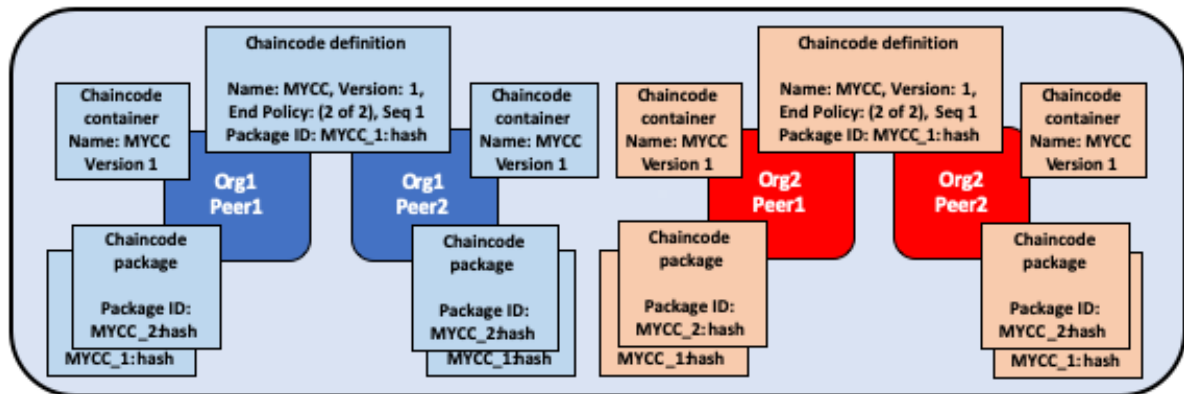 Chaincode definition
Name: MYCC, Version: 1,
End Policy: (2 of 2), Seq 1
Package ID: MYCC_1:hash
Chaincode
container
Name: MYCC
Version 1
Chaincode
container
Name: MYCC
Version 1
Org1
Peer1
Org1
Peer2
Chaincode
package
Package ID:
MYCC_2:hash
MYCC_1:hash
Chaincode
package
Package ID:
MYCC_2:hash
MYCC_1:hash
Chaincode definition
Name: MYCC, Version: 1,
End Policy: (2 of 2), Seq 1
Package ID: MYCC_1:hash
Chaincode
container
Name: MYCC
Version 1
Chaincode
container
Name: MYCC
Version 1
Org2
Peer1
Org2
Peer2
Chaincode
package
Package ID:
MYCC_2:hash
MYCC_1:hash
Chaincode
package
Package ID:
MYCC_2:hash
MYCC_1:hash